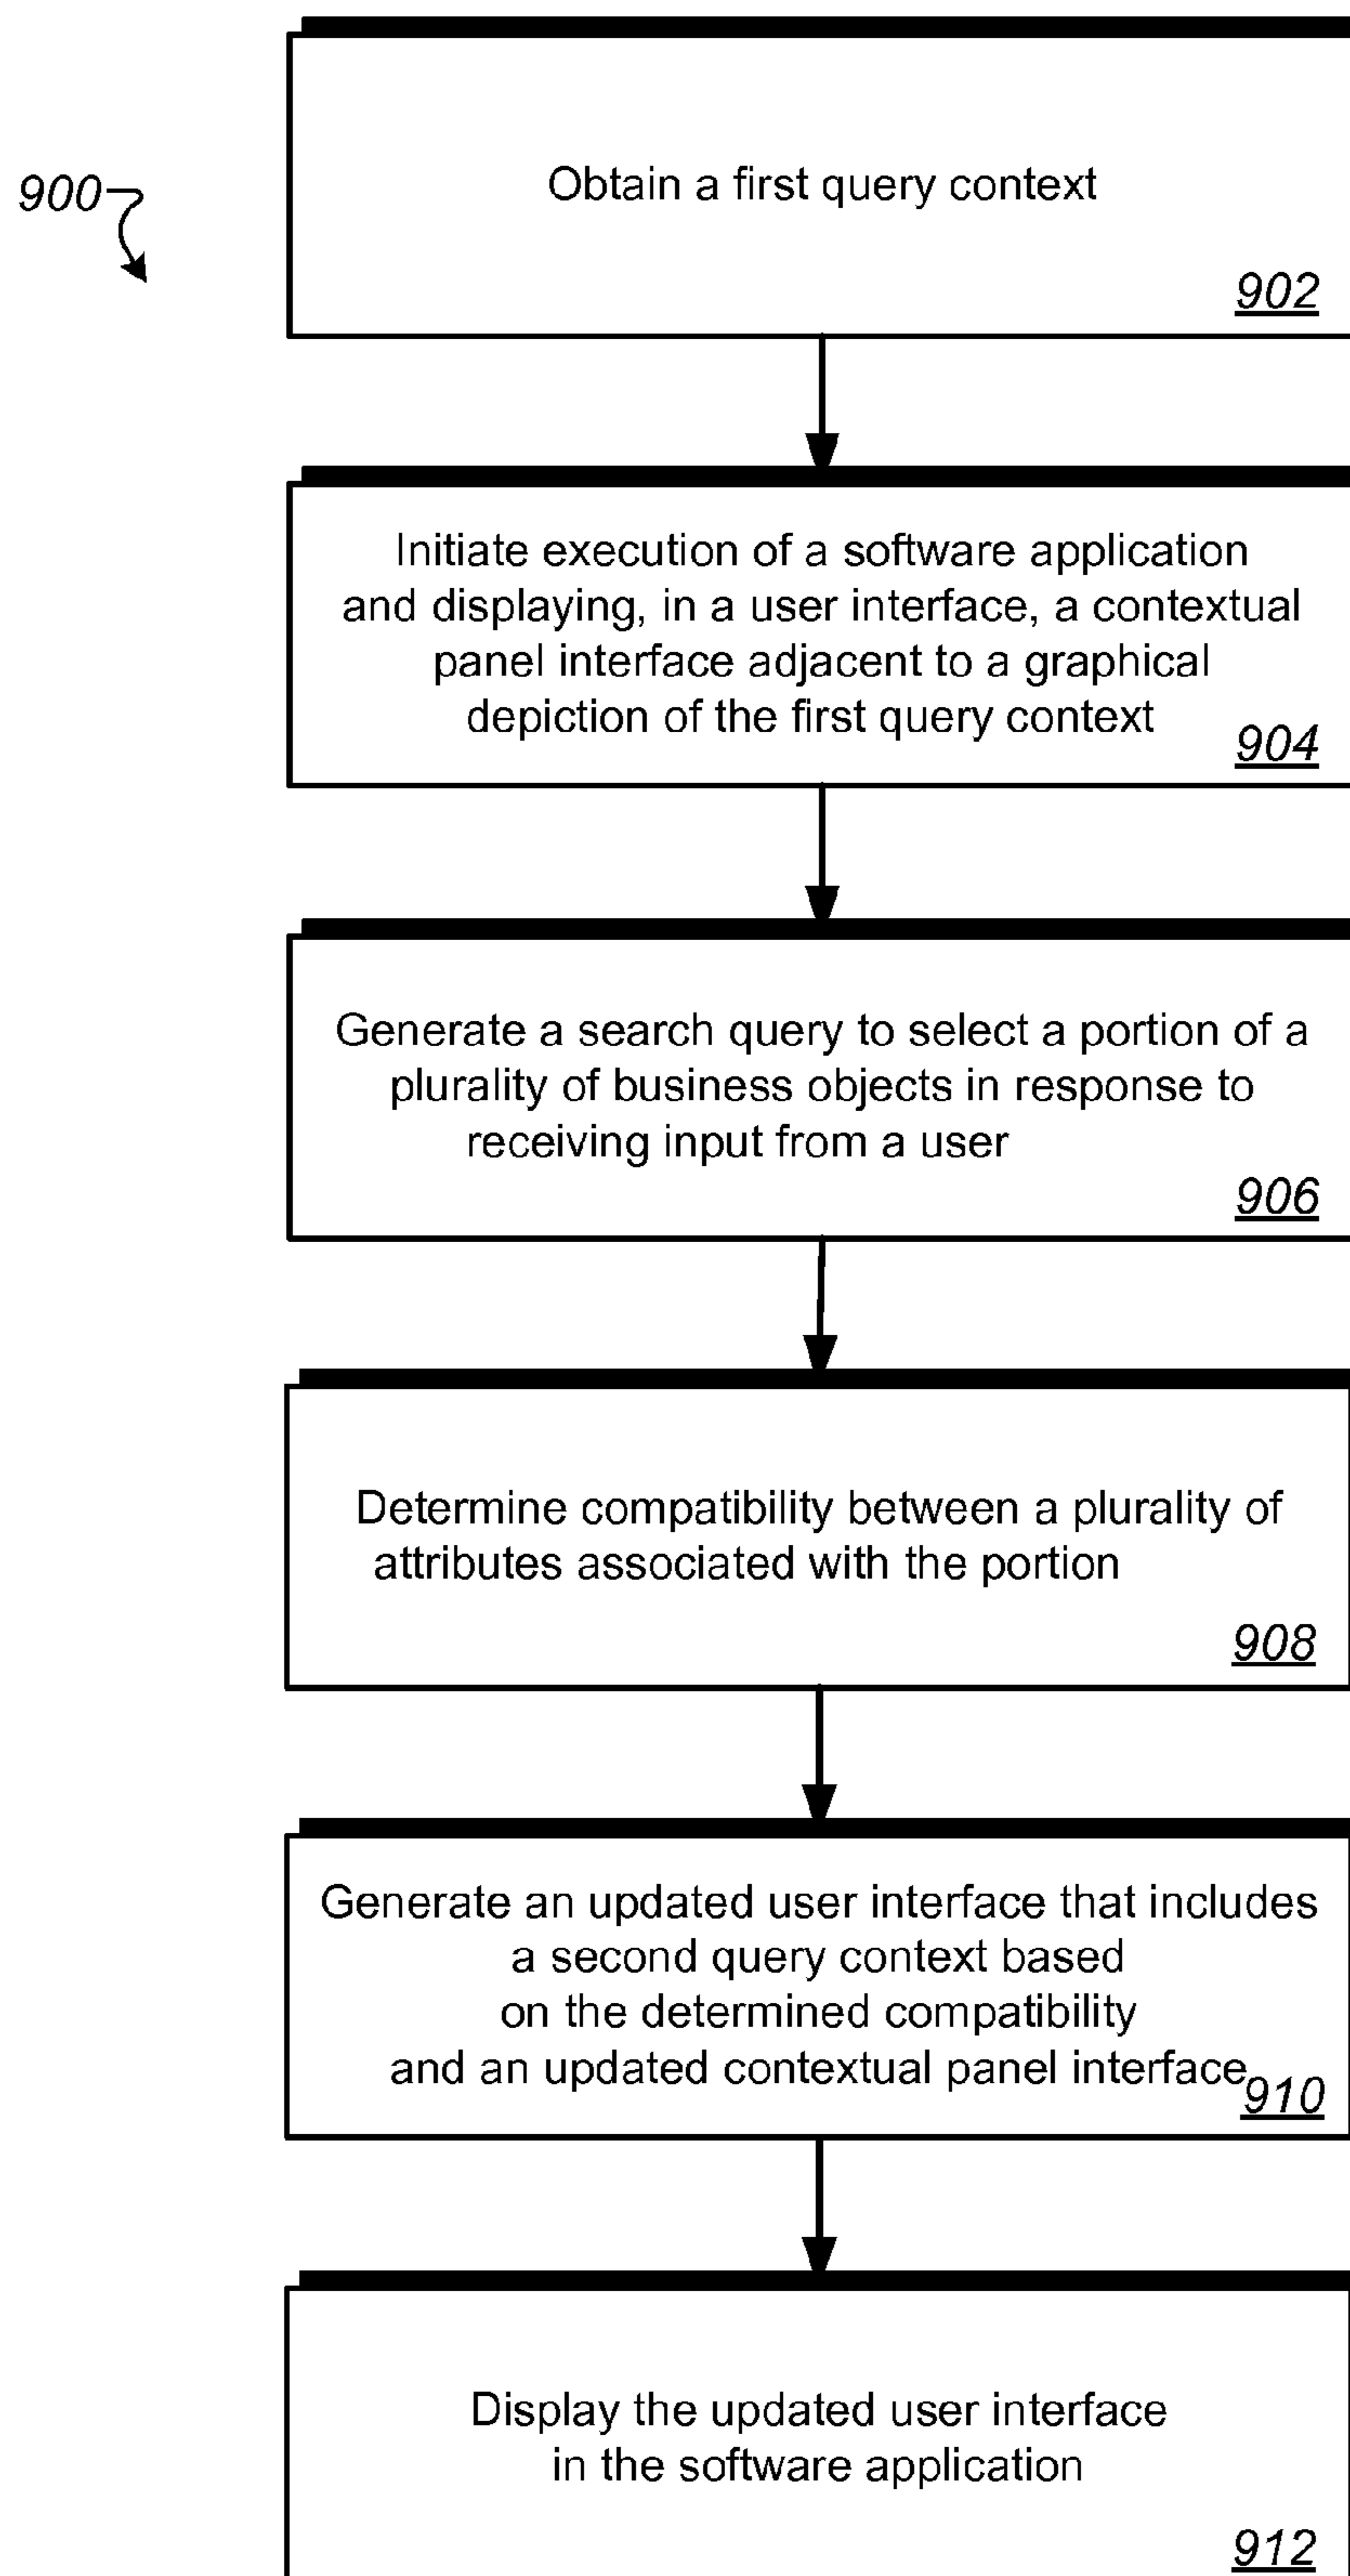 900
Obtain a first query context
902
Initiate execution of a software application
and displaying, in a user interface, a contextual
panel interface adjacent to a graphical
depiction of the first query context
904
Generate a search query to select a portion of a
plurality of business objects in response to
receiving input from a user
906
Determine compatibility between a plurality of
attributes associated with the portion
908
Generate an updated user interface that includes
a second query context based
on the determined compatibility
and an updated contextual panel interface
910
Display the updated user interface
in the software application
912